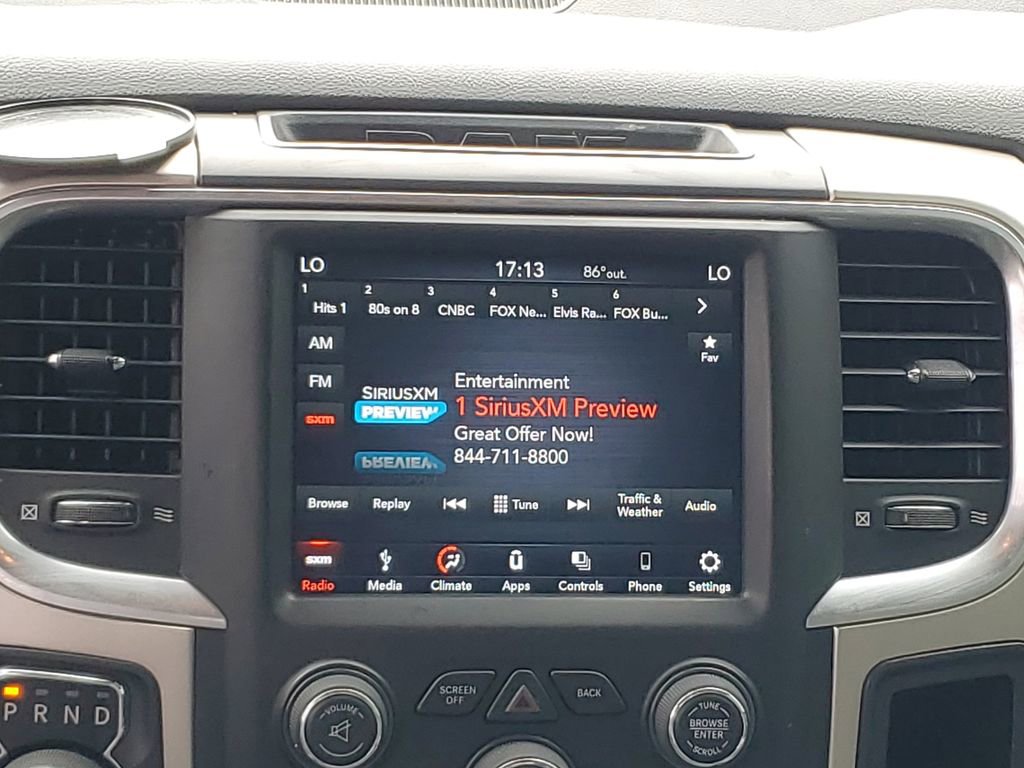 RAM
LO 17:13 86°out. LO
1 2 3 4 5 6
Hits 1 80s on 8 CNBC FOX Ne... Elvis Ra... FOX Bu...
AM
Fav
FM
sxm
SIRIUSXM
PREVIEW
Entertainment
1 SiriusXM Preview
Great Offer Now!
844-711-8800
PREVIEW
Browse Replay Tune Traffic & Weather Audio
sxm
Radio Media Climate Apps Controls Phone Settings
P R N D
VOLUME
SCREEN
OFF
BACK
TUNE
BROWSE
ENTER
SCROLL